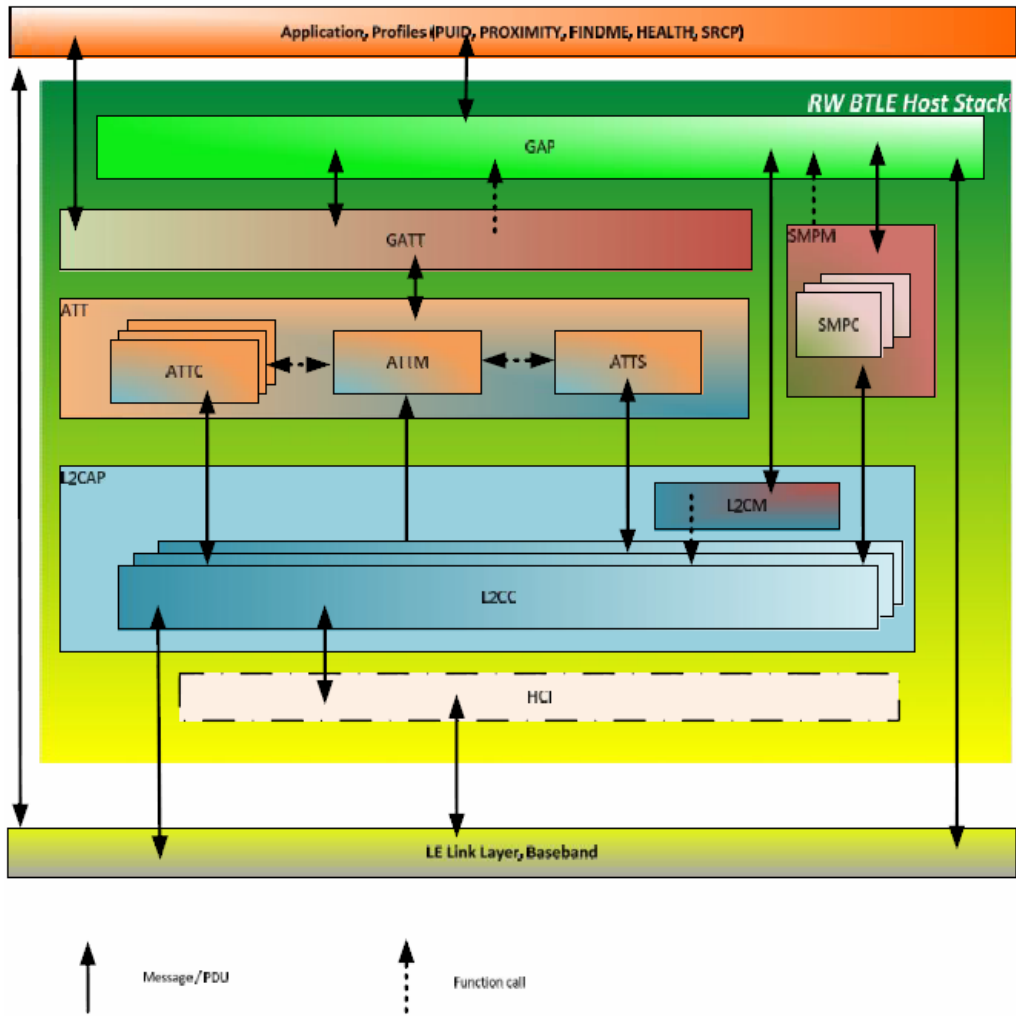 Application, Profiles (PUID, PROXIMITY, FINDME, HEALTH, SRCP)
RW BTLE Host Stack
GAP
GATT
SMPM
SMPC
ATT
ATTC
ATTM
ATTS
L2CAP
L2CM
L2CC
HCI
LE Link Layer, Baseband
Message/PDU
Function call